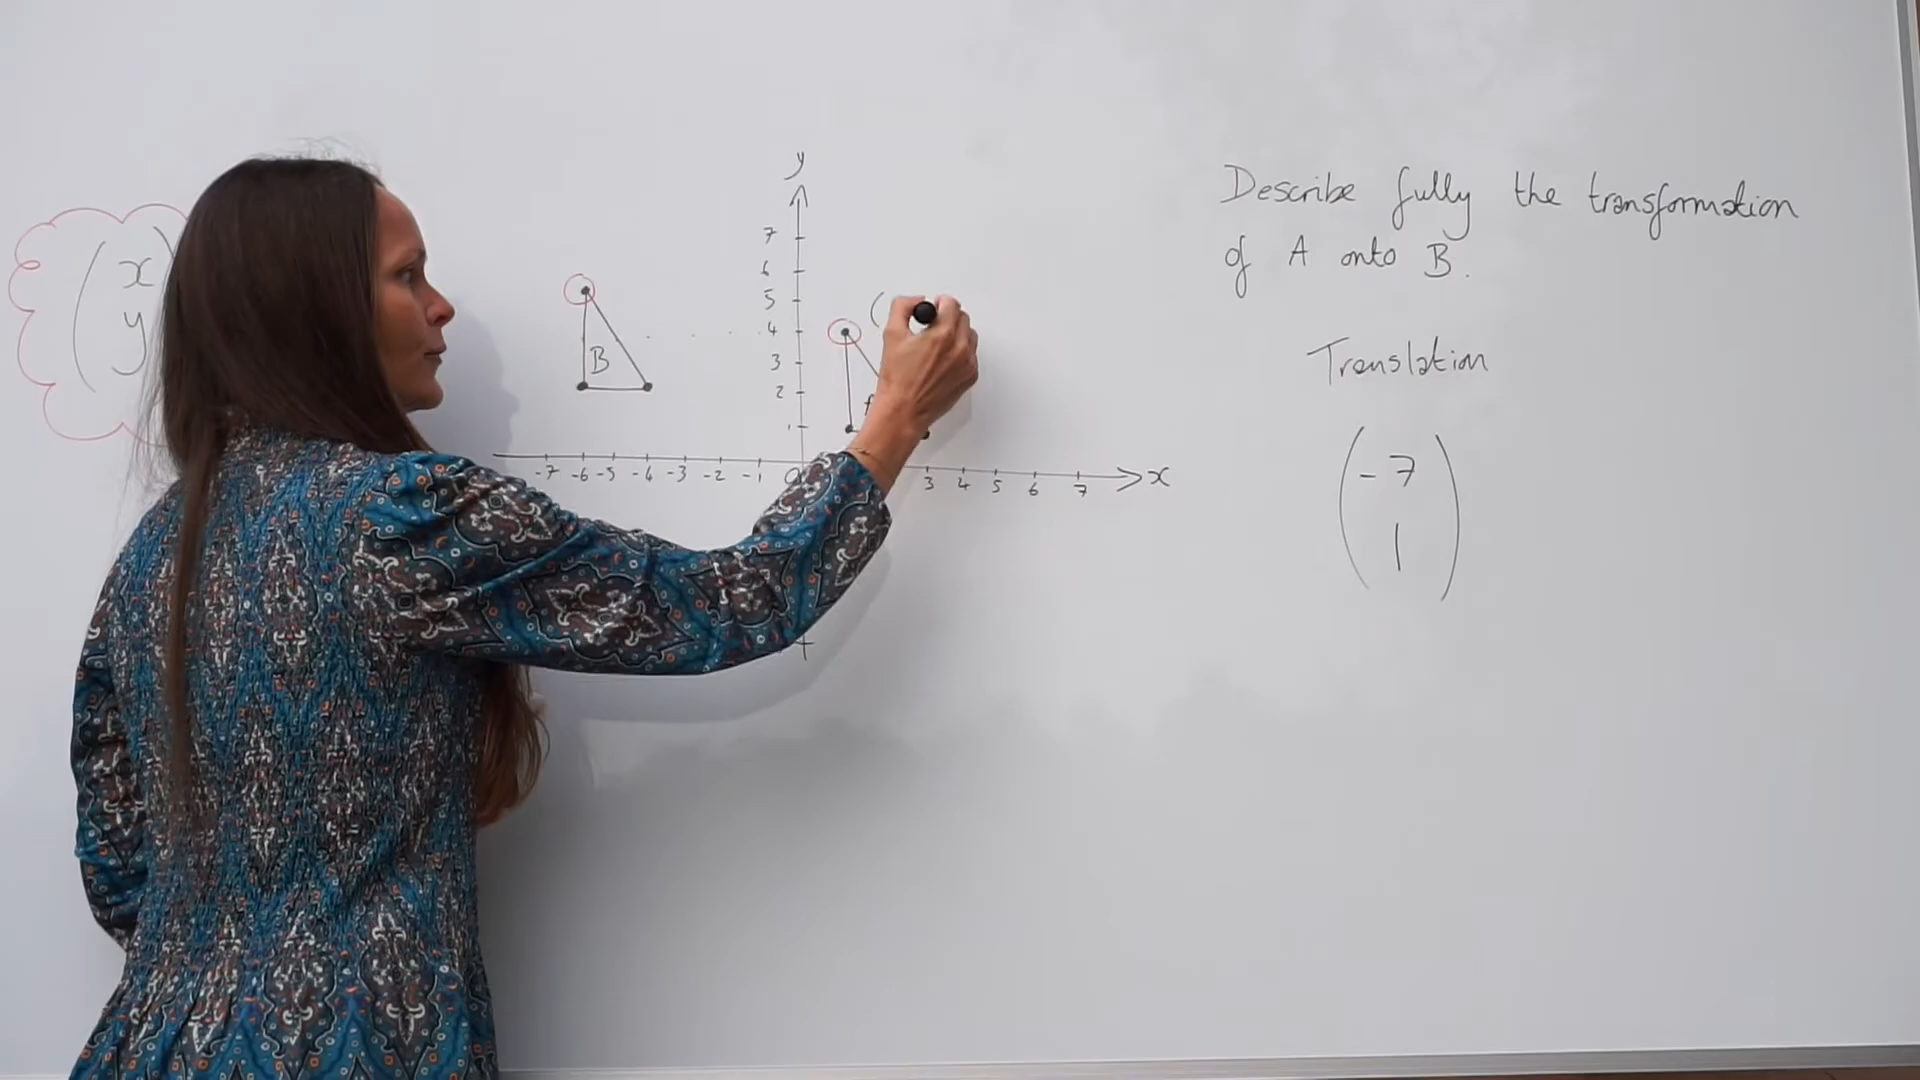 Describe fully the transformation
of A onto B.
Translation
( -7
1 )
( x
y
y
7
6
5
4
3
2
1
B
(
-7 -6 -5 -4 -3 -2 -1 0 3 4 5 6 7 x